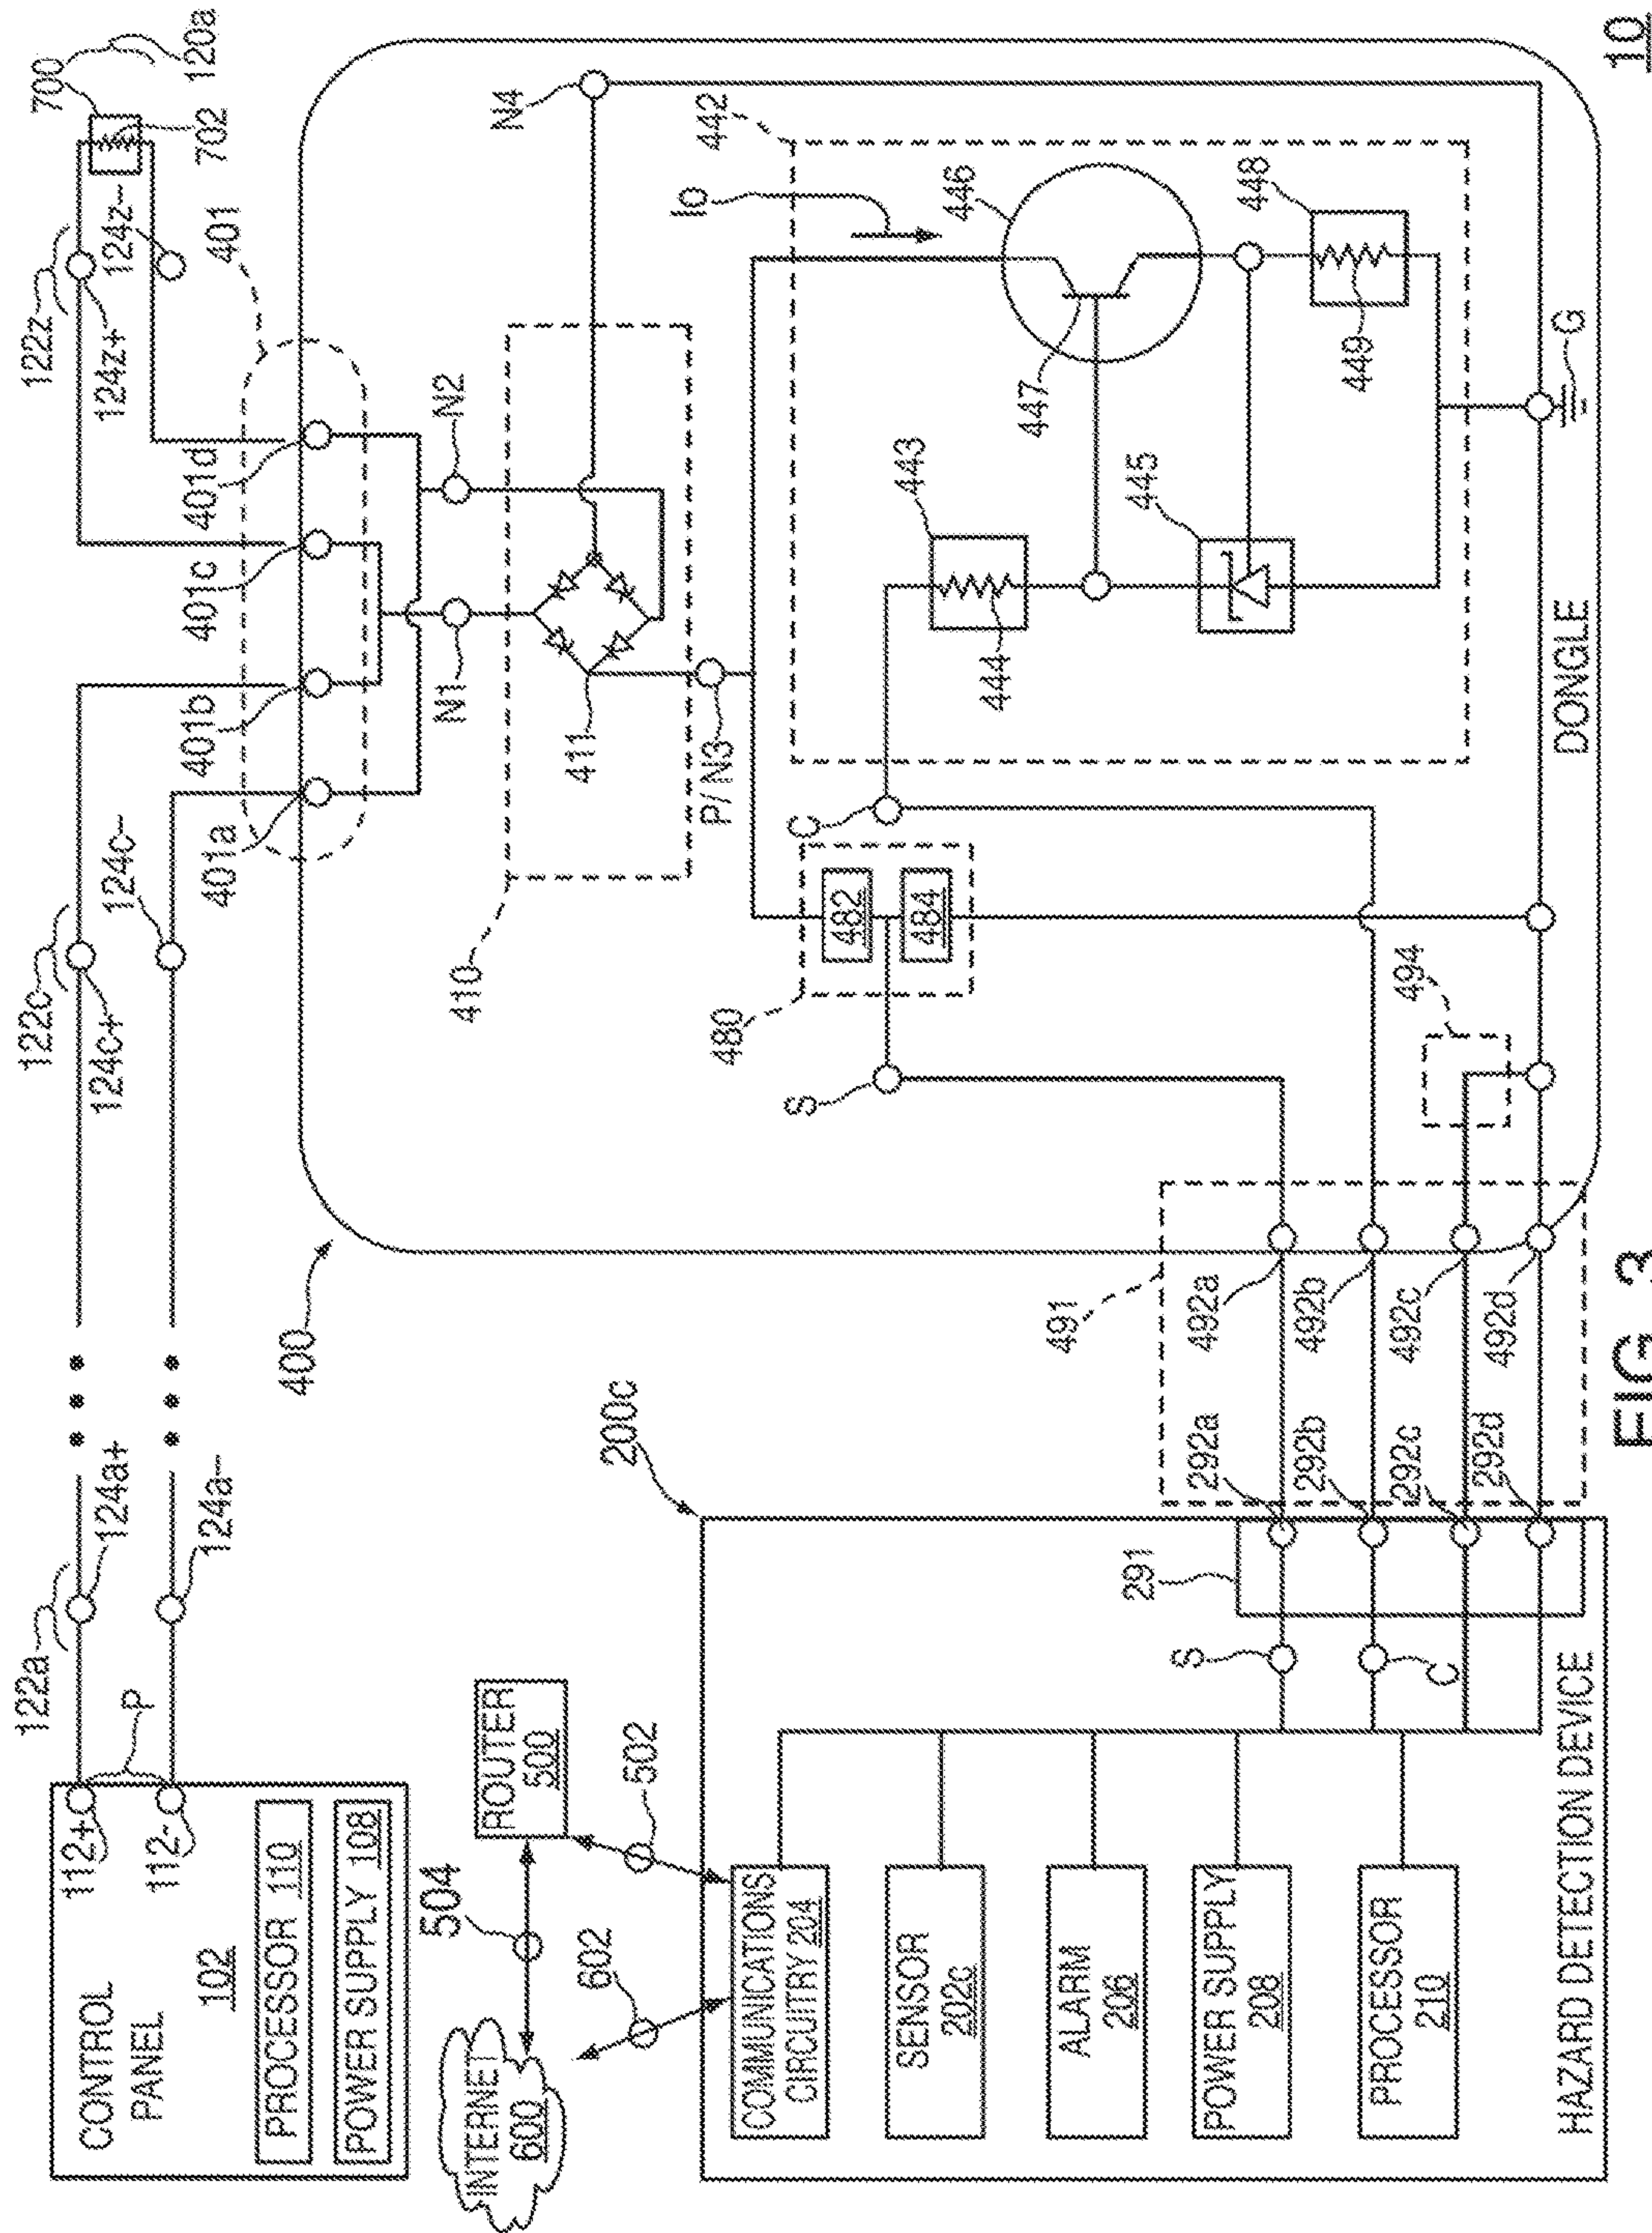 10
700
120a
702
122z
124z+
124z-
401
122c
124c+
124c-
401a
401b
401c
401d
122a
124a+
124a-
P
112+
112-
CONTROL
PANEL
102
PROCESSOR 110
POWER SUPPLY 108
N1
N2
N4
410
411
P/N3
442
Io
446
447
448
449
443
444
445
C
480
482
484
S
494
G
DONGLE
400
491
492a
492b
492c
492d
292a
292b
292c
292d
291
S
C
200c
ROUTER
500
502
504
602
INTERNET
600
COMMUNICATIONS
CIRCUITRY 204
SENSOR
202c
ALARM
206
POWER SUPPLY
208
PROCESSOR
210
HAZARD DETECTION DEVICE
FIG. 3